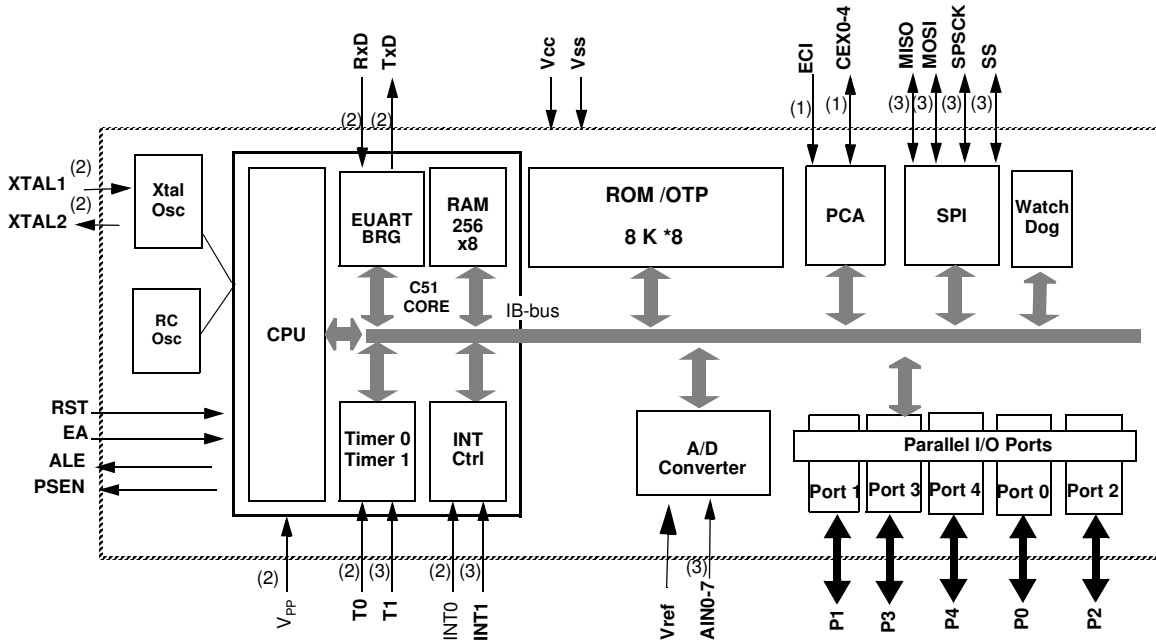 RxD
TxD
Vcc
Vss
ECI
CEX0-4
MISO
MOSI
SPSCK
SS
(2)
(2)
(1)
(1)
(3)
(3)
(3)
(3)
XTAL1
(2)
XTAL2
(2)
Xtal
Osc
RC
Osc
CPU
EUART
BRG
RAM
256
x8
C51
CORE
IB-bus
ROM /OTP
8 K *8
PCA
SPI
Watch
Dog
RST
EA
ALE
PSEN
Timer 0
Timer 1
INT
Ctrl
A/D
Converter
Parallel I/O Ports
Port 1
Port 3
Port 4
Port 0
Port 2
(2)
(2)
(3)
(2)
(3)
(3)
VPP
T0
T1
INT0
INT1
Vref
AIN0-7
P1
P3
P4
P0
P2